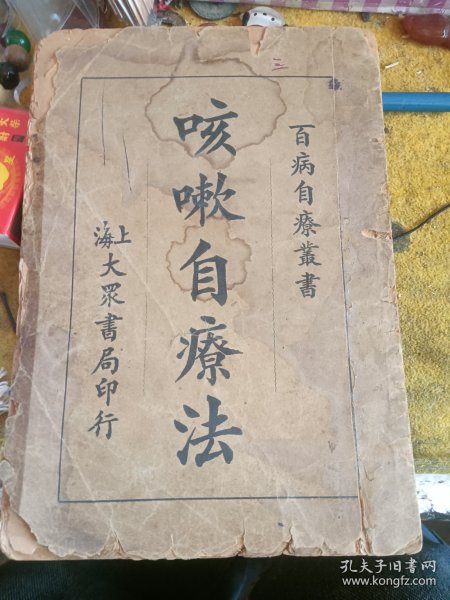 三
百病自療叢書
咳嗽自療法
上海大眾書局印行
孔夫子旧书网
www.kongfz.com